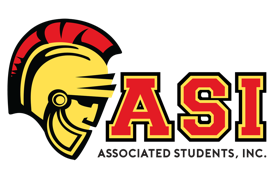 ASI
ASSOCIATED STUDENTS, INC.